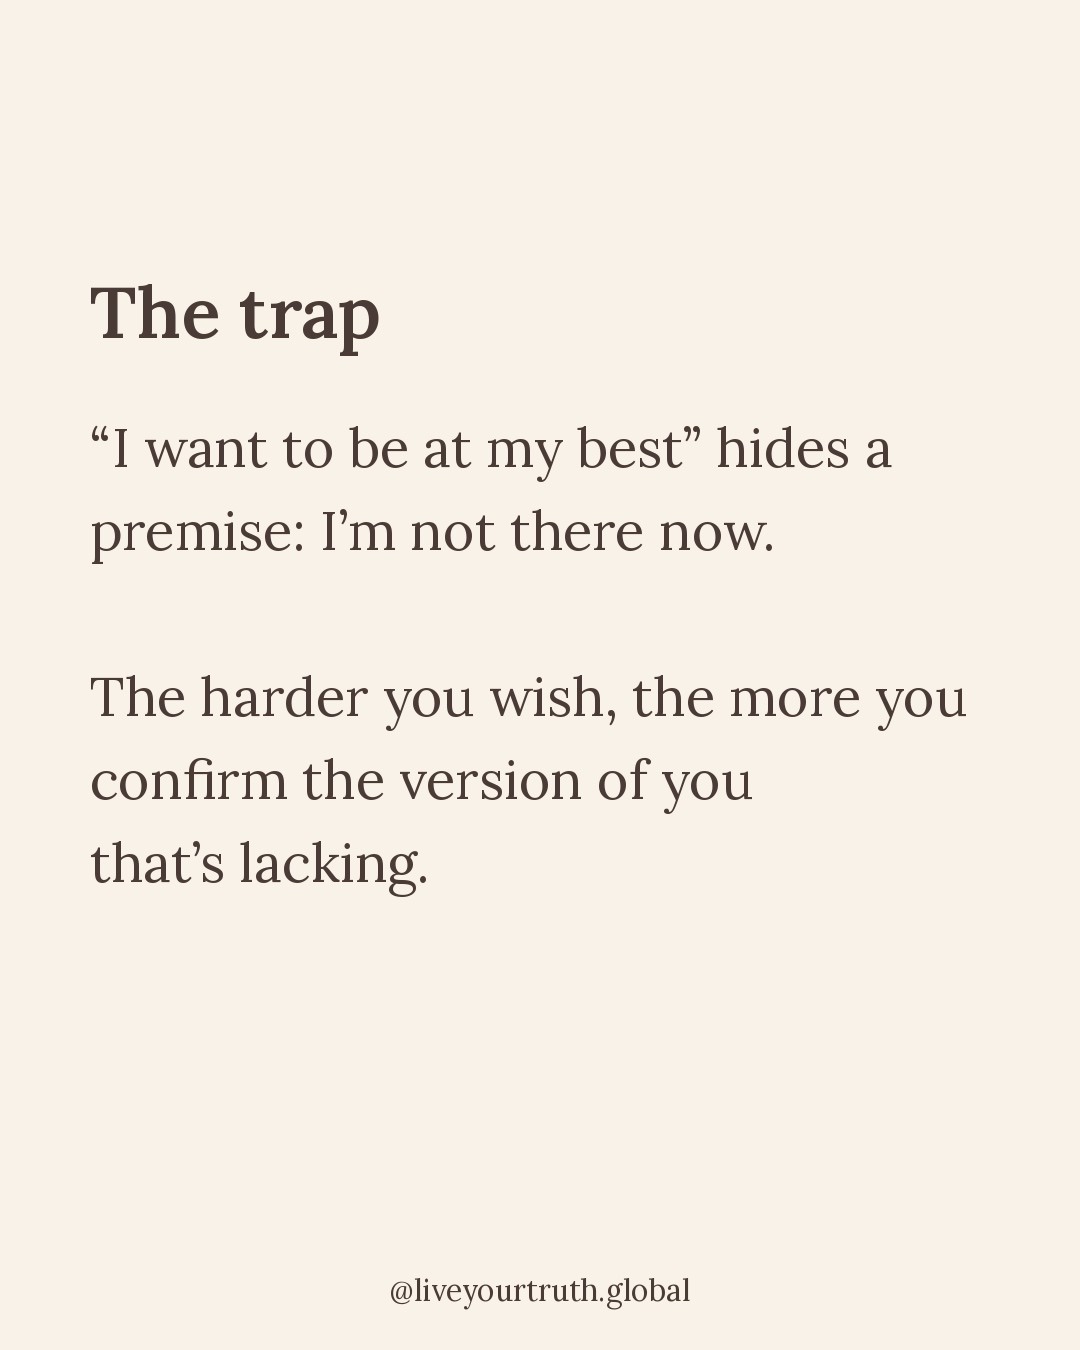 The trap
“I want to be at my best” hides a
premise: I’m not there now.
The harder you wish, the more you
confirm the version of you
that’s lacking.
@liveyourtruth.global